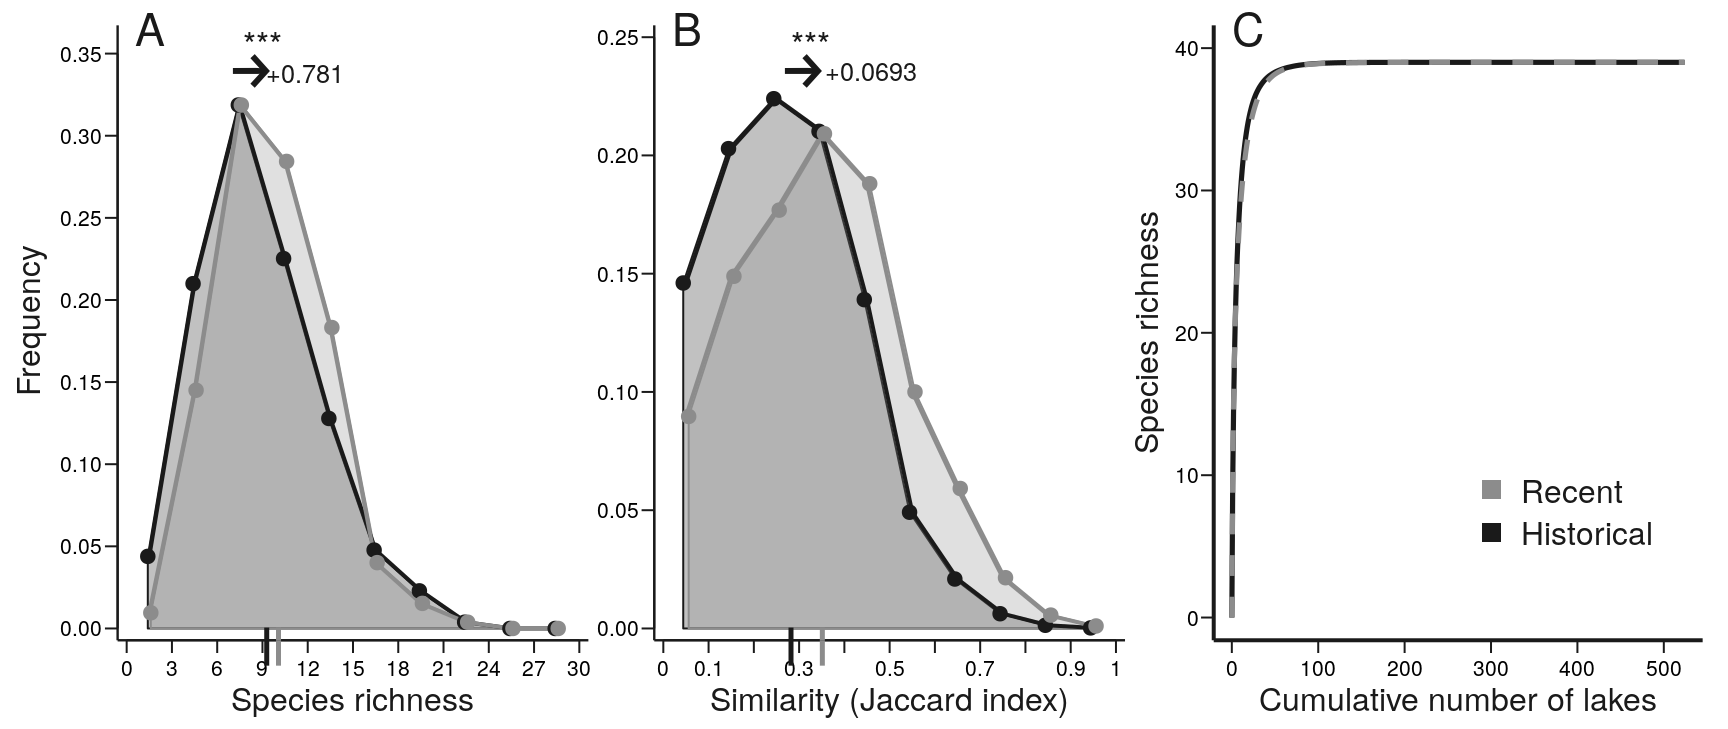 A
***
+0.781
0.35
0.30
0.25
0.20
0.15
0.10
0.05
0.00
Frequency
0 3 6 9 12 15 18 21 24 27 30
Species richness
B
***
+0.0693
0.25
0.20
0.15
0.10
0.05
0.00
0 0.1 0.3 0.5 0.7 0.9 1
Similarity (Jaccard index)
C
40
30
20
10
0
Species richness
Recent
Historical
0 100 200 300 400 500
Cumulative number of lakes